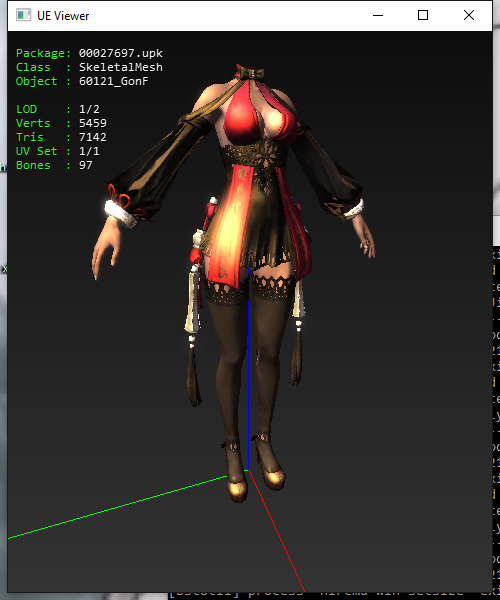 UE Viewer
Package: 00027697.upk
Class : SkeletalMesh
Object : 60121_GonF
LOD : 1/2
Verts : 5459
Tris : 7142
UV Set : 1/1
Bones : 97